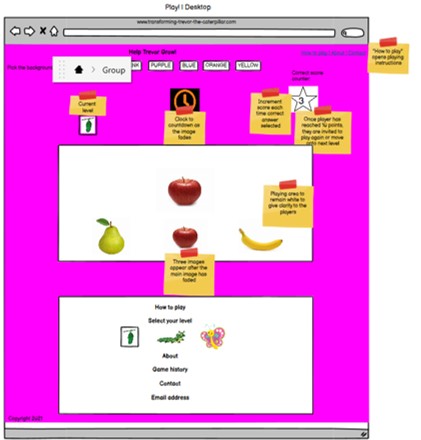 Play! | Desktop
www.transforming-trevor-the-caterpillar.com
Help Trevor Grow!
How to play | About | Contact
"How to play"
opens playing
instructions
Pick the background
Group
PURPLE
BLUE
ORANGE
YELLOW
Correct score
counter:
Current
level
Increment
score each
time correct
answer
selected
3
Clock to
countdown as
the image
fades
Once player
has reached
points,
they are invited
to play again or move
onto next level
Playing area to
remain white to
give clarity to the
players
Three images
appear after the
main image has
faded
How to play
Select your level
About
Game history
Contact
Email address
Copyright 2021